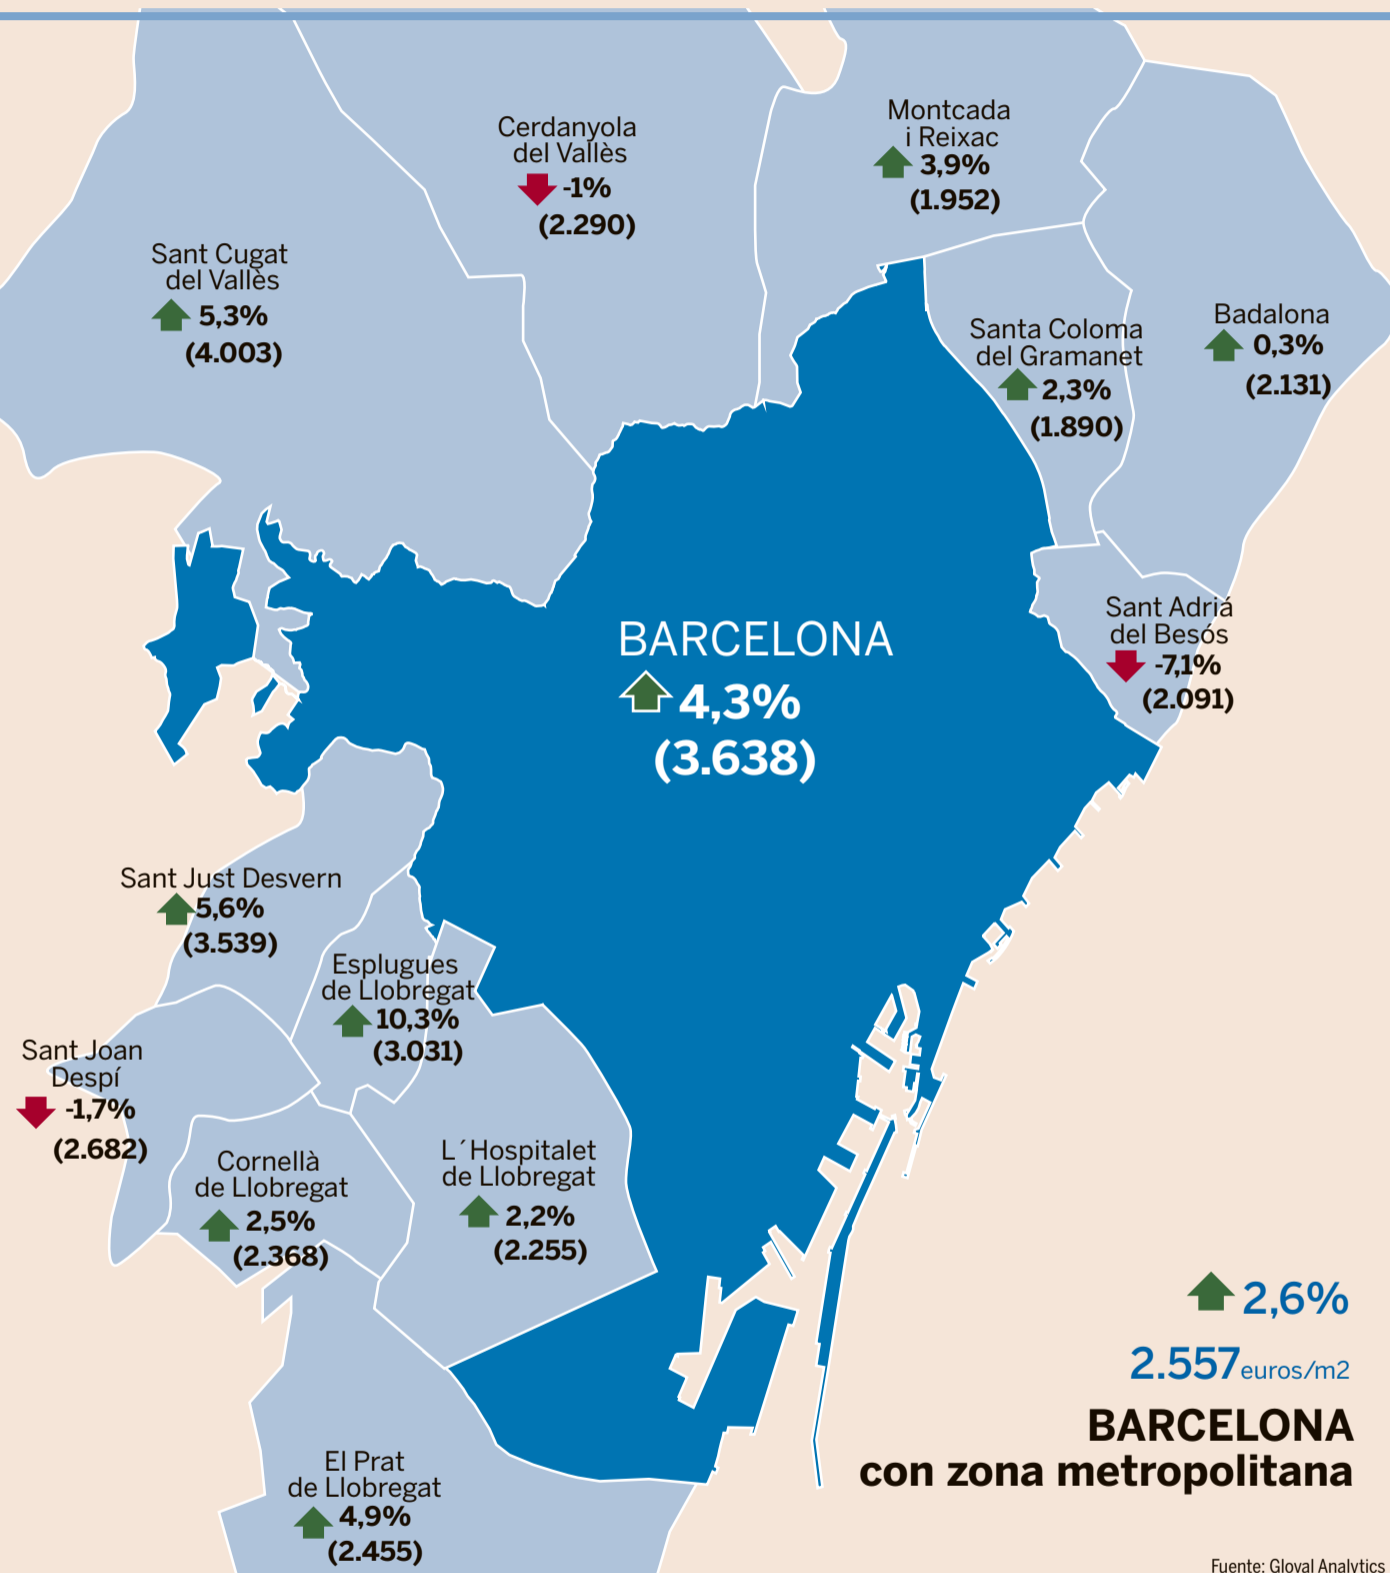 Cerdanyola
del Vallès
-1%
(2.290)
Montcada
i Reixac
3,9%
(1.952)
Sant Cugat
del Vallès
5,3%
(4.003)
Santa Coloma
del Gramanet
2,3%
(1.890)
Badalona
0,3%
(2.131)
BARCELONA
4,3%
(3.638)
Sant Adriá
del Besós
-7,1%
(2.091)
Sant Just Desvern
5,6%
(3.539)
Esplugues
de Llobregat
10,3%
(3.031)
Sant Joan
Despí
-1,7%
(2.682)
Cornellà
de Llobregat
2,5%
(2.368)
L´Hospitalet
de Llobregat
2,2%
(2.255)
El Prat
de Llobregat
4,9%
(2.455)
2,6%
2.557 euros/m2
BARCELONA
con zona metropolitana
Fuente: Gloval Analytics